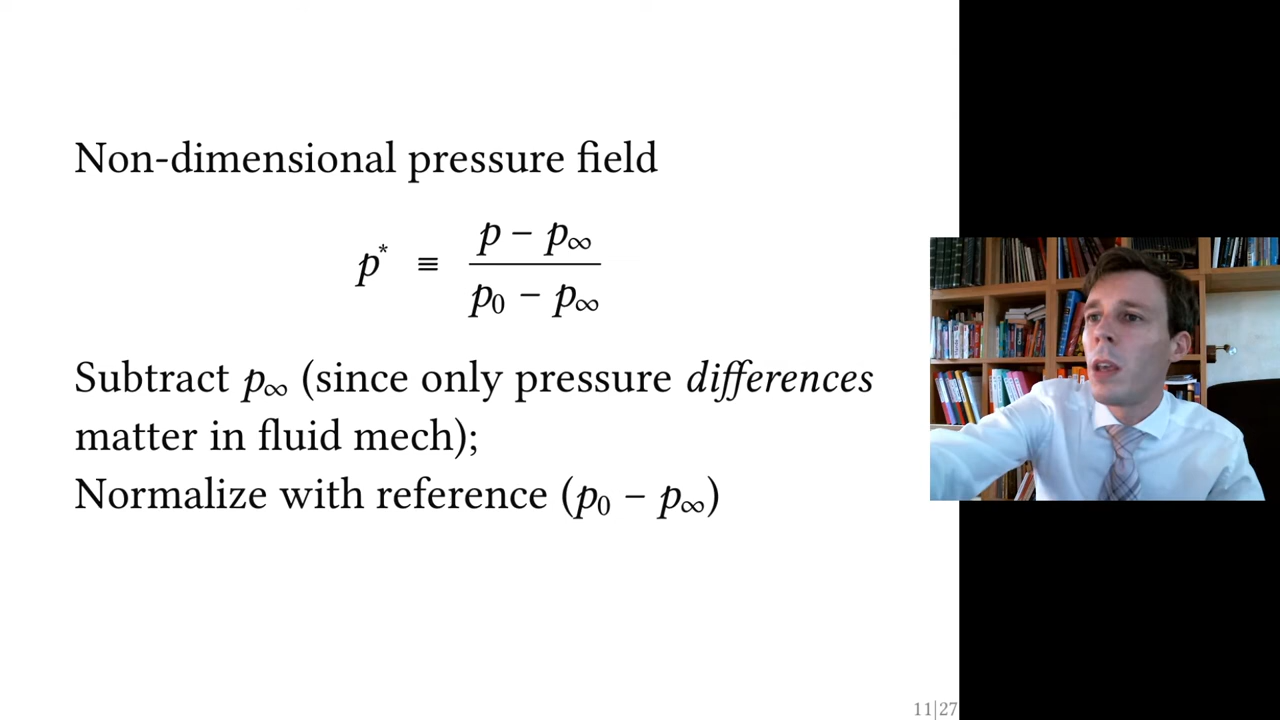 Non-dimensional pressure field
p* ≡ (p − p∞) / (p₀ − p∞)
Subtract p∞ (since only pressure differences
matter in fluid mech);
Normalize with reference (p₀ − p∞)
11|27